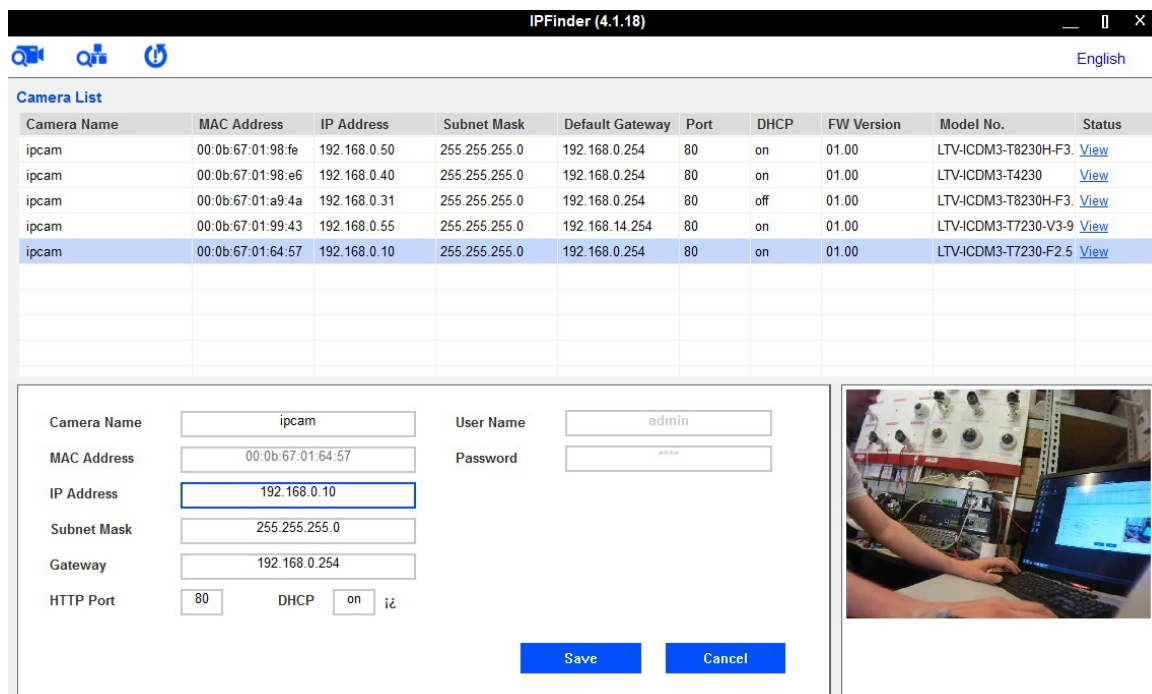 IPFinder (4.1.18)
English
Camera List
Camera Name MAC Address IP Address Subnet Mask Default Gateway Port DHCP FW Version Model No. Status
ipcam 00:0b:67:01:98:fe 192.168.0.50 255.255.255.0 192.168.0.254 80 on 01.00 LTV-ICDM3-T8230H-F3. View
ipcam 00:0b:67:01:98:e6 192.168.0.40 255.255.255.0 192.168.0.254 80 on 01.00 LTV-ICDM3-T4230 View
ipcam 00:0b:67:01:a9:4a 192.168.0.31 255.255.255.0 192.168.0.254 80 off 01.00 LTV-ICDM3-T8230H-F3. View
ipcam 00:0b:67:01:99:43 192.168.0.55 255.255.255.0 192.168.14.254 80 on 01.00 LTV-ICDM3-T7230-V3-9 View
ipcam 00:0b:67:01:64:57 192.168.0.10 255.255.255.0 192.168.0.254 80 on 01.00 LTV-ICDM3-T7230-F2.5 View
Camera Name ipcam User Name admin
MAC Address 00:0b:67:01:64:57 Password ****
IP Address 192.168.0.10
Subnet Mask 255.255.255.0
Gateway 192.168.0.254
HTTP Port 80 DHCP on ¡¿
Save Cancel